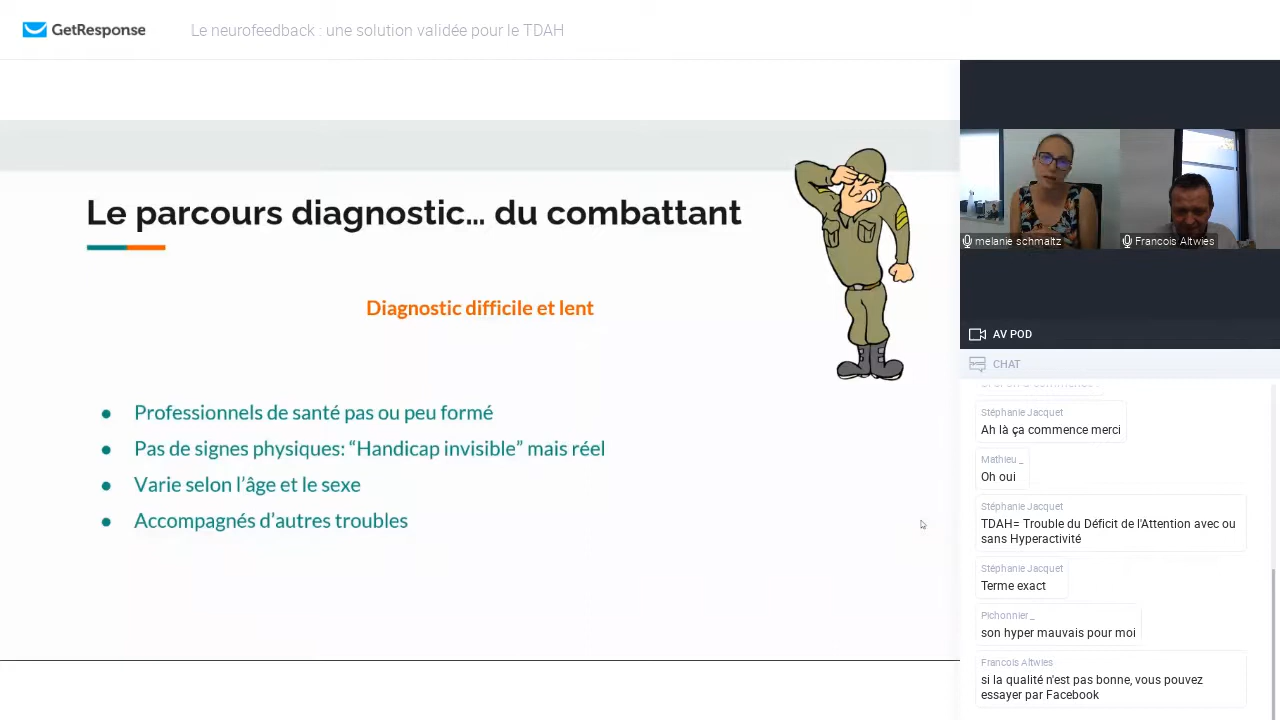 GetResponse
Le neurofeedback : une solution validée pour le TDAH
Le parcours diagnostic... du combattant
Diagnostic difficile et lent
● Professionnels de santé pas ou peu formé
● Pas de signes physiques: “Handicap invisible” mais réel
● Varie selon l’âge et le sexe
● Accompagnés d’autres troubles
melanie schmaltz
Francois Altwies
AV POD
CHAT
Stéphanie Jacquet
Ah là ça commence merci
Mathieu _
Oh oui
Stéphanie Jacquet
TDAH= Trouble du Déficit de l'Attention avec ou
sans Hyperactivité
Stéphanie Jacquet
Terme exact
Pichonnier _
son hyper mauvais pour moi
Francois Altwies
si la qualité n'est pas bonne, vous pouvez
essayer par Facebook